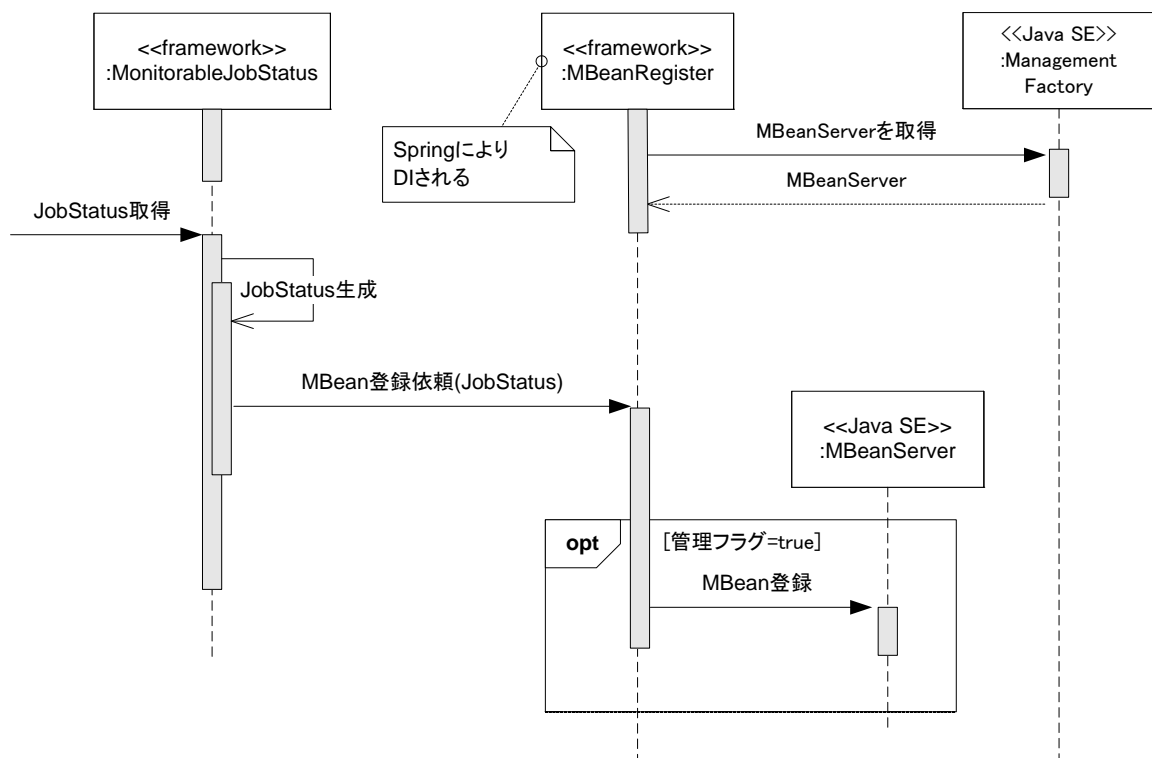 <<framework>>
:MonitorableJobStatus
<<framework>>
:MBeanRegister
<<Java SE>>
:Management
Factory
Springにより
DIされる
MBeanServerを取得
MBeanServer
JobStatus取得
JobStatus生成
MBean登録依頼(JobStatus)
<<Java SE>>
:MBeanServer
opt
[管理フラグ=true]
MBean登録